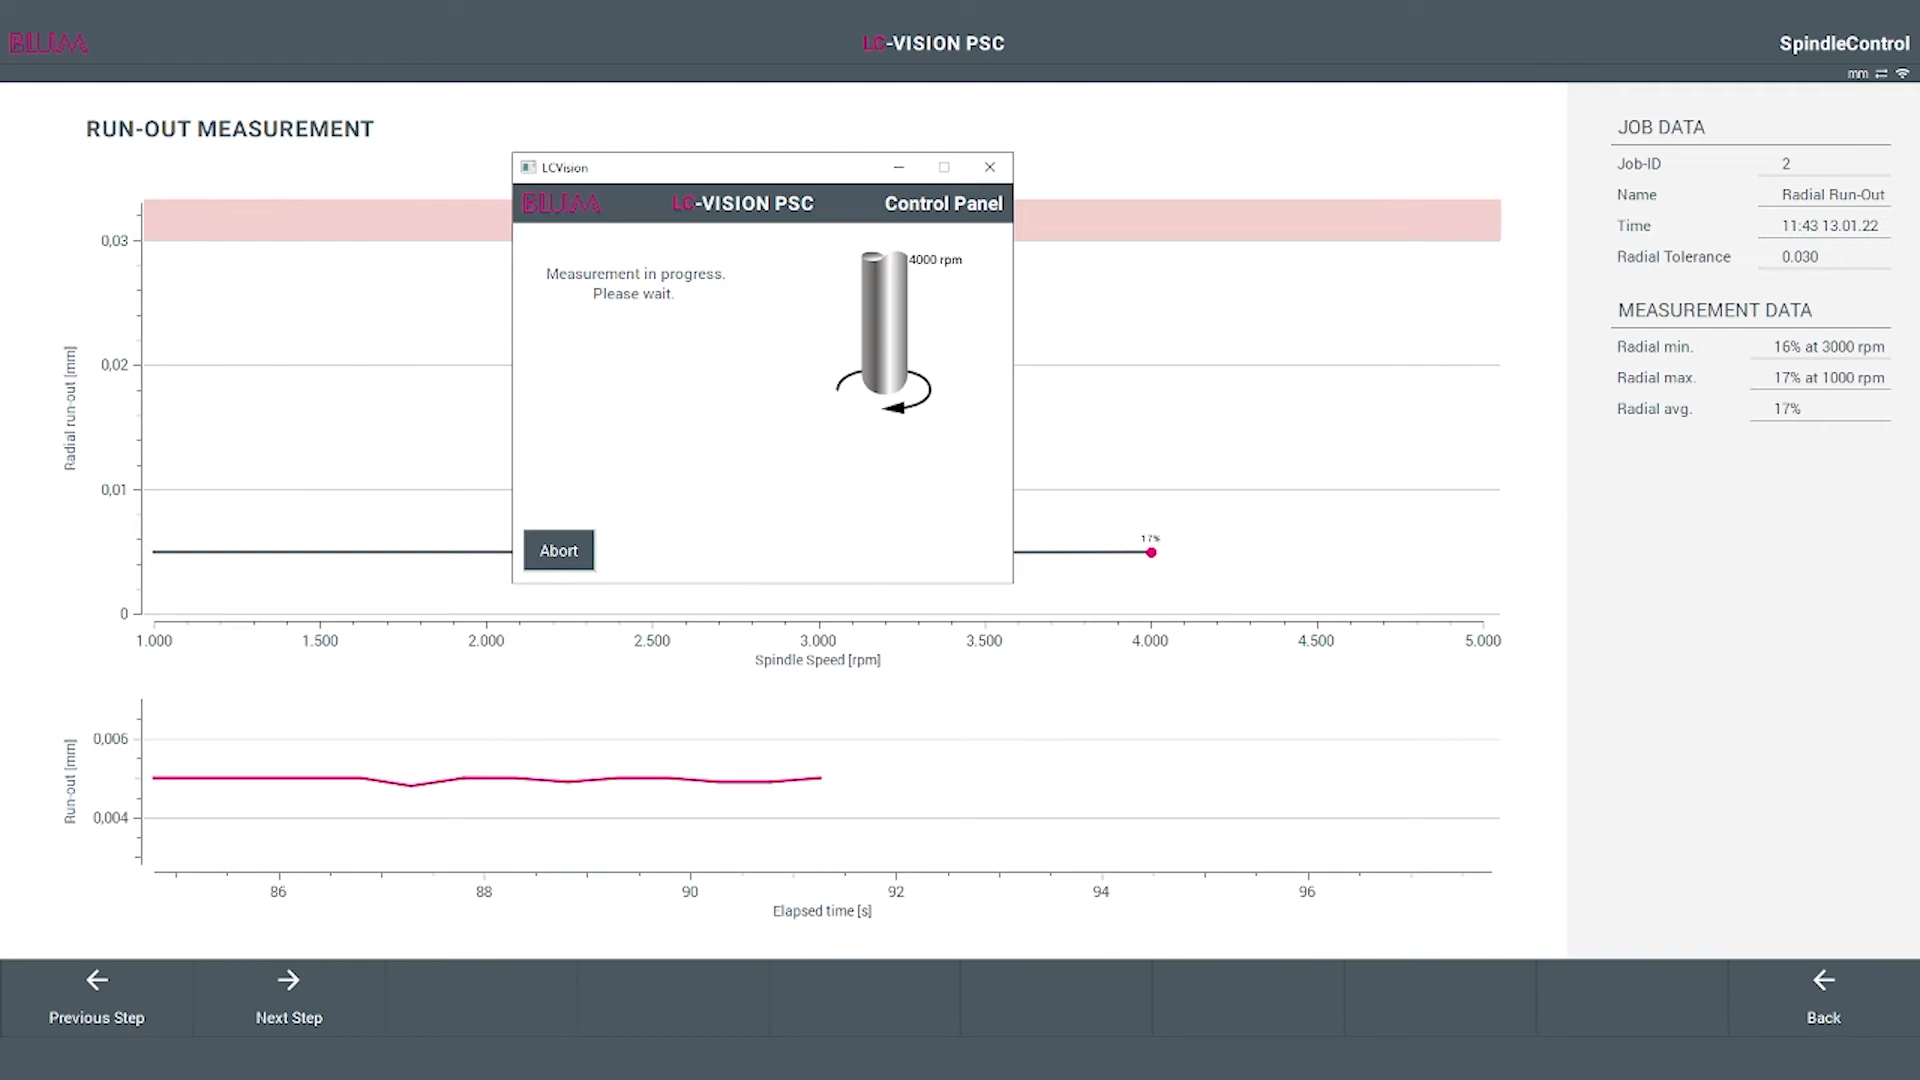 BLUM
LC-VISION PSC
SpindleControl
mm
RUN-OUT MEASUREMENT
LCVision
BLUM
LC-VISION PSC
Control Panel
4000 rpm
Measurement in progress.
Please wait.
Abort
0,03
0,02
0,01
0
Radial run-out [mm]
17%
1.000
1.500
2.000
2.500
3.000
3.500
4.000
4.500
5.000
Spindle Speed [rpm]
0,006
0,004
Run-out [mm]
86
88
90
92
94
96
Elapsed time [s]
JOB DATA
Job-ID 2
Name Radial Run-Out
Time 11:43 13.01.22
Radial Tolerance 0.030
MEASUREMENT DATA
Radial min. 16% at 3000 rpm
Radial max. 17% at 1000 rpm
Radial avg. 17%
Previous Step
Next Step
Back